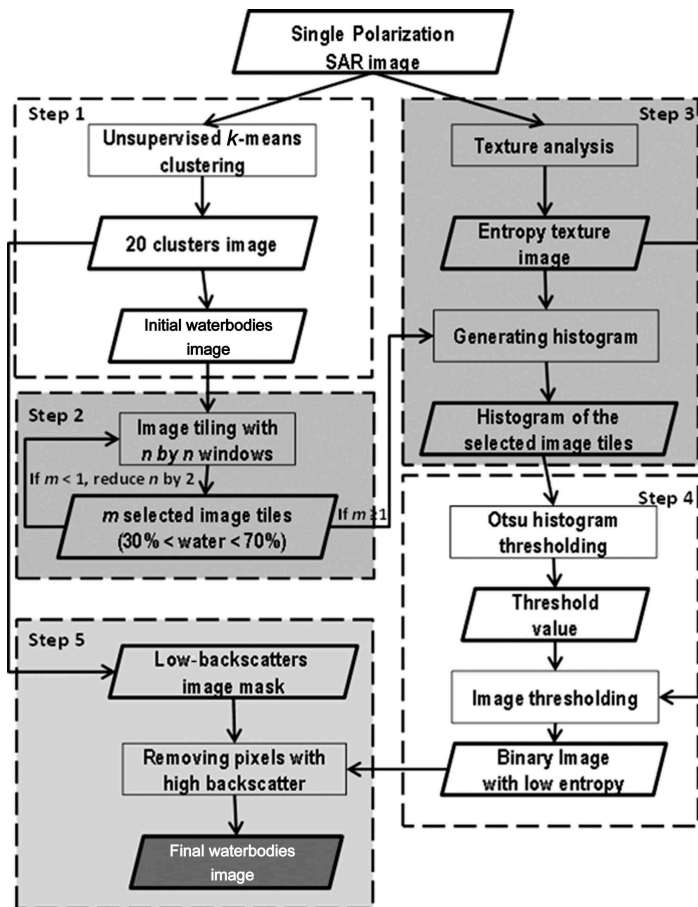 Single Polarization
SAR image
Step 1
Unsupervised k-means
clustering
20 clusters image
Initial waterbodies
image
Step 2
Image tiling with
n by n windows
If m < 1, reduce n by 2
m selected image tiles
(30% < water < 70%)
If m ≥1
Step 3
Texture analysis
Entropy texture
image
Generating histogram
Histogram of the
selected image tiles
Step 4
Otsu histogram
thresholding
Threshold
value
Image thresholding
Binary Image
with low entropy
Step 5
Low-backscatters
image mask
Removing pixels with
high backscatter
Final waterbodies
image